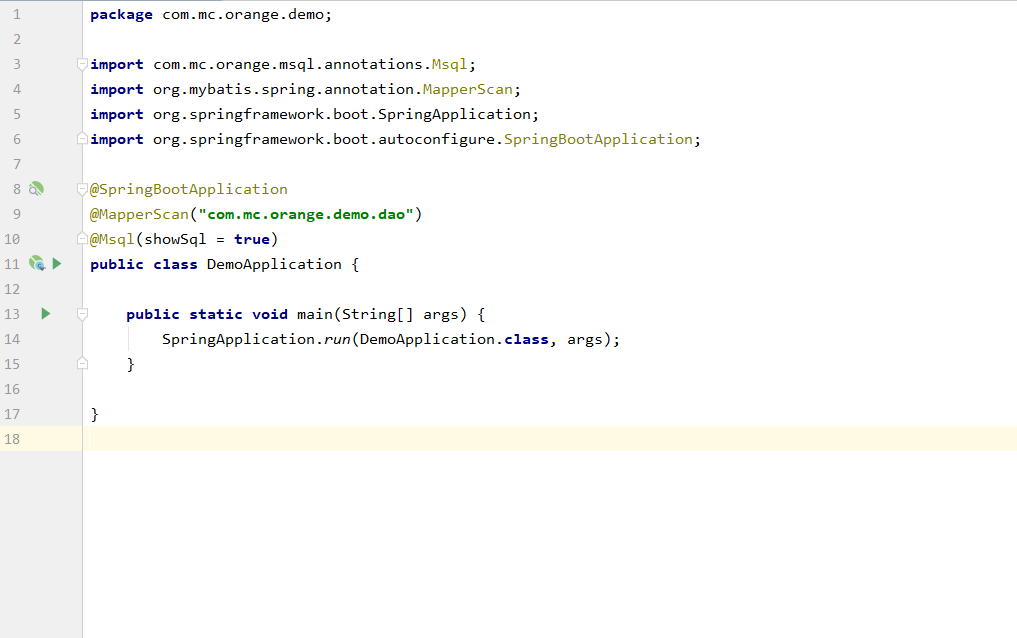 1 package com.mc.orange.demo;
2
3 import com.mc.orange.msql.annotations.Msql;
4 import org.mybatis.spring.annotation.MapperScan;
5 import org.springframework.boot.SpringApplication;
6 import org.springframework.boot.autoconfigure.SpringBootApplication;
7
8 @SpringBootApplication
9 @MapperScan("com.mc.orange.demo.dao")
10 @Msql(showSql = true)
11 public class DemoApplication {
12
13     public static void main(String[] args) {
14         SpringApplication.run(DemoApplication.class, args);
15     }
16
17 }
18